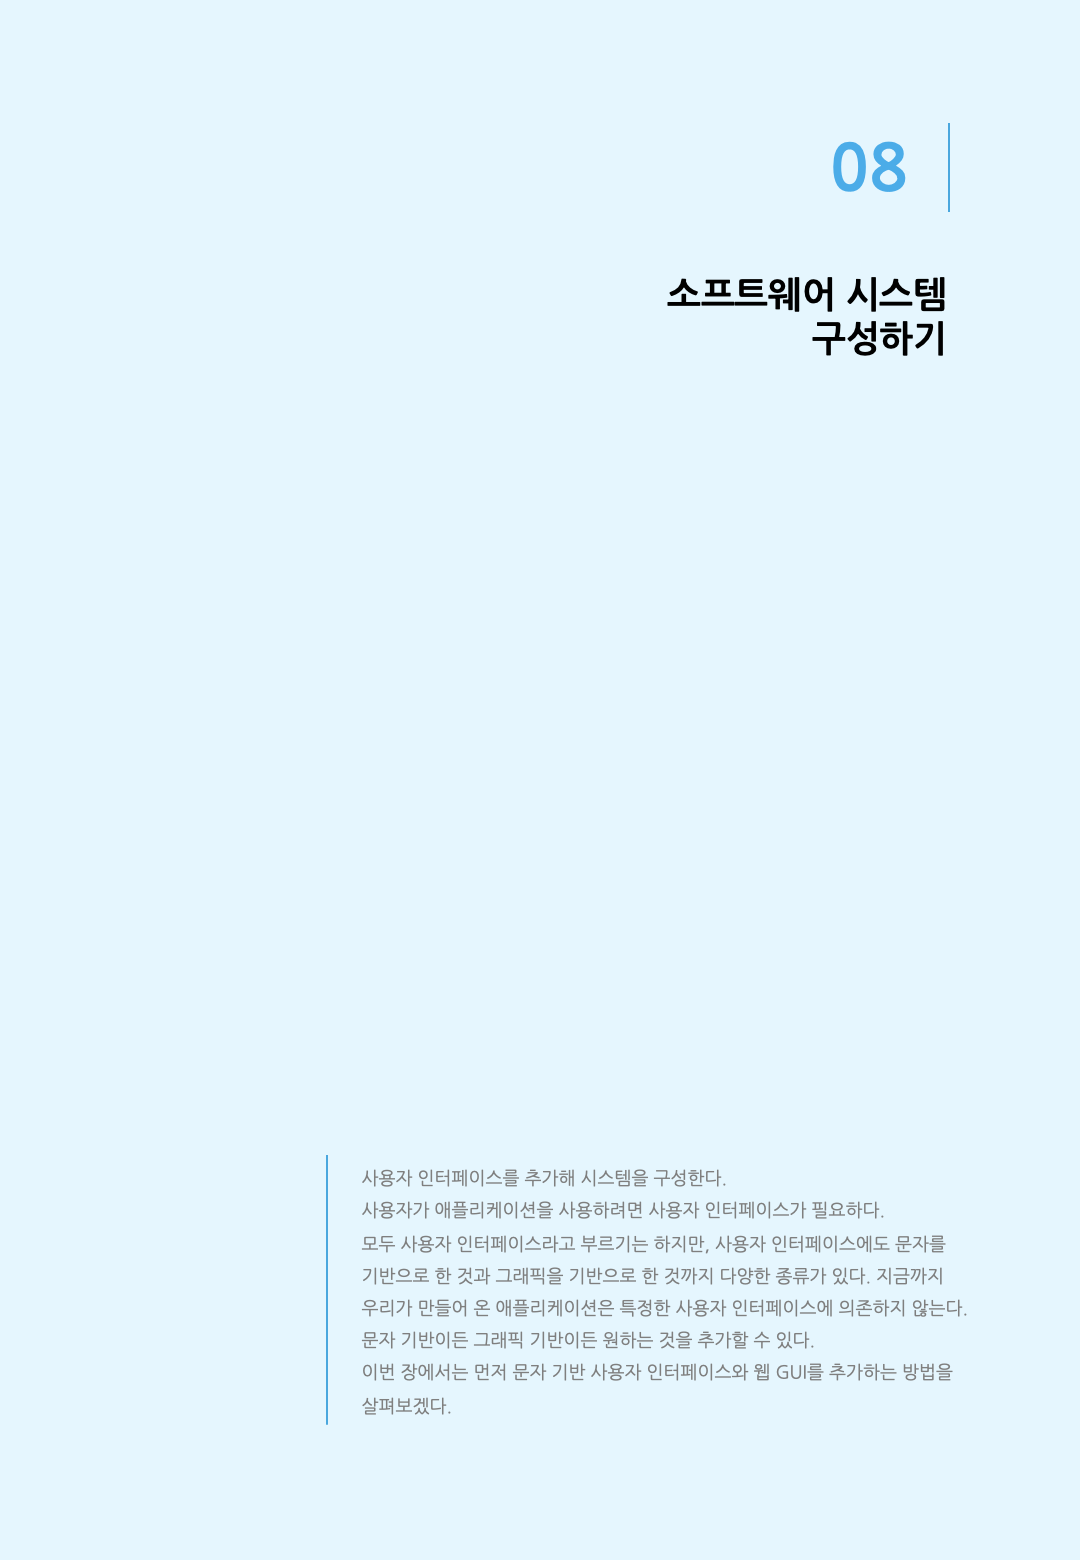 08
소프트웨어 시스템
구성하기
사용자 인터페이스를 추가해 시스템을 구성한다.
사용자가 애플리케이션을 사용하려면 사용자 인터페이스가 필요하다.
모두 사용자 인터페이스라고 부르기는 하지만, 사용자 인터페이스에도 문자를
기반으로 한 것과 그래픽을 기반으로 한 것까지 다양한 종류가 있다. 지금까지
우리가 만들어 온 애플리케이션은 특정한 사용자 인터페이스에 의존하지 않는다.
문자 기반이든 그래픽 기반이든 원하는 것을 추가할 수 있다.
이번 장에서는 먼저 문자 기반 사용자 인터페이스와 웹 GUI를 추가하는 방법을
살펴보겠다.